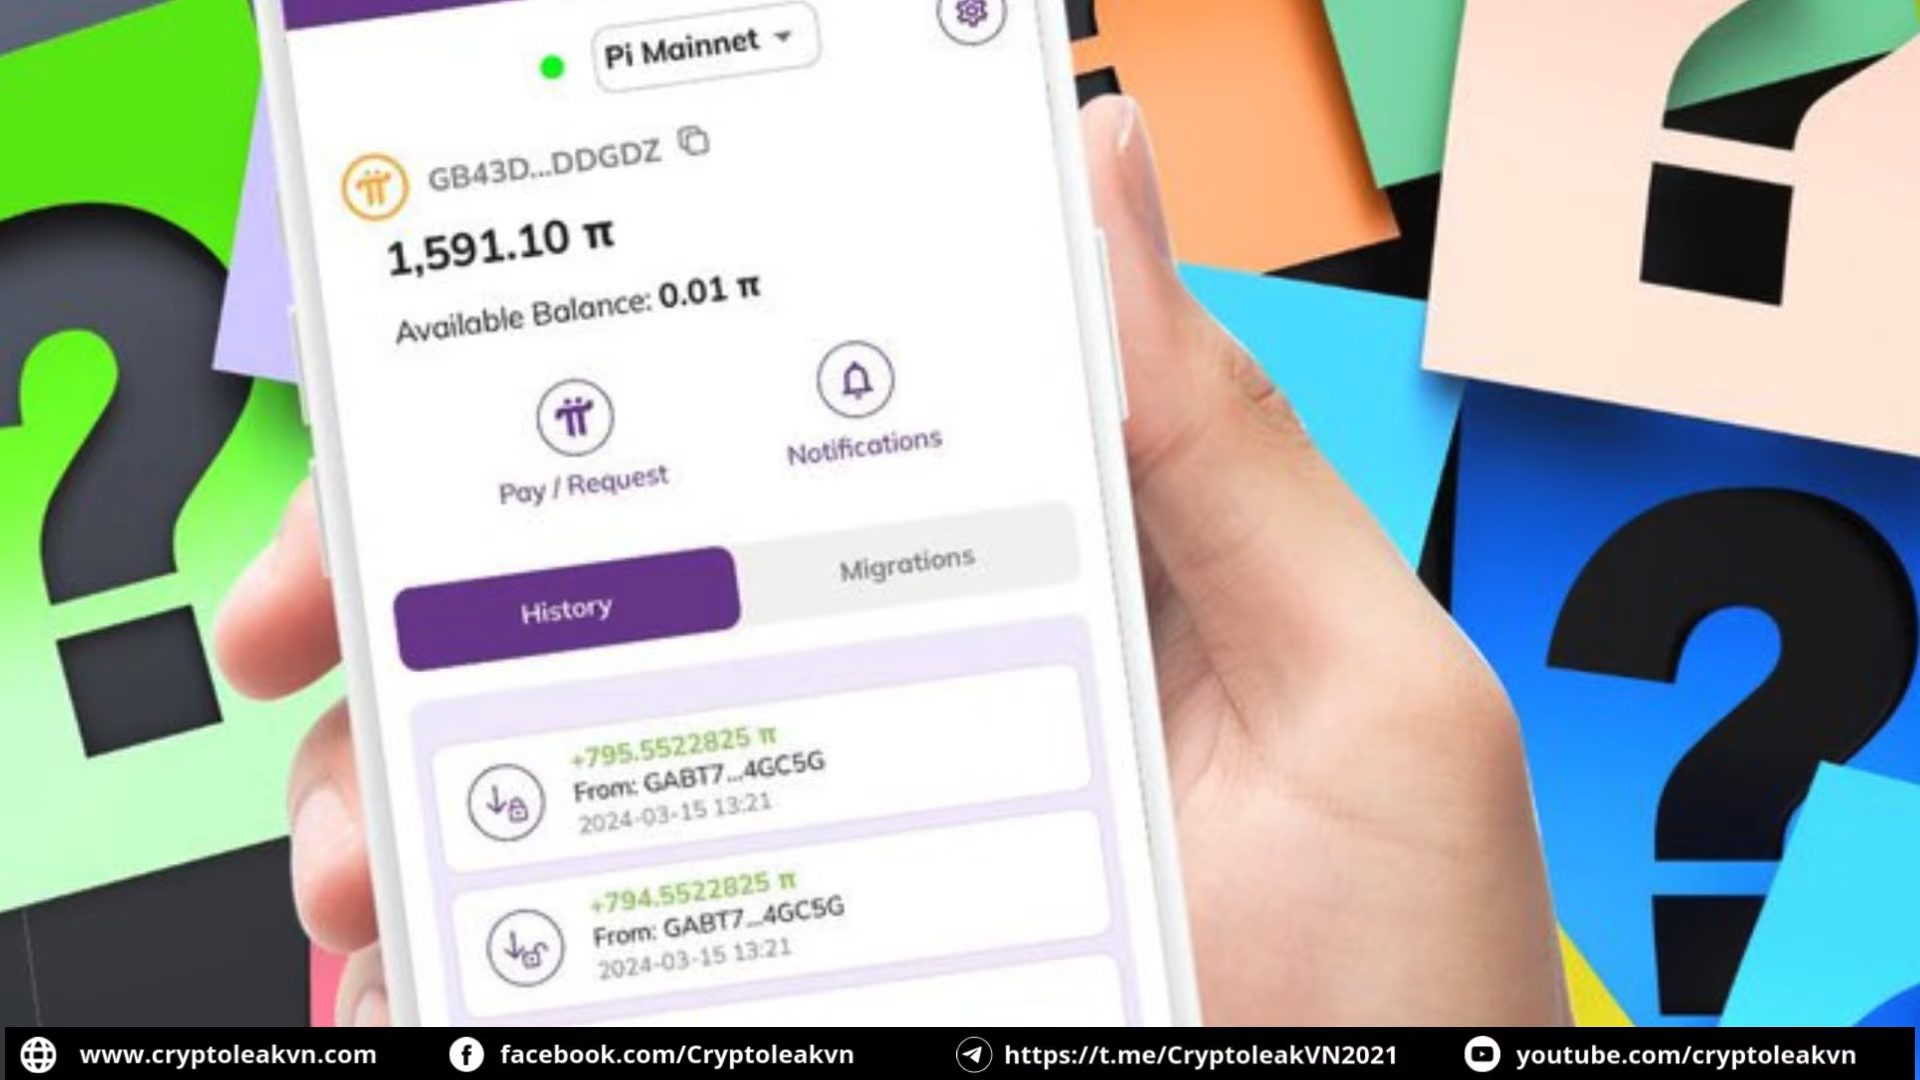 Pi Mainnet
GB43D...DDGDZ
1,591.10 π
Available Balance: 0.01 π
Pay / Request
Notifications
History
Migrations
+795.5522825 π
From: GABT7...4GC5G
2024-03-15 13:21
+794.5522825 π
From: GABT7...4GC5G
2024-03-15 13:21
?
?
?
www.cryptoleakvn.com
facebook.com/Cryptoleakvn
https://t.me/CryptoleakVN2021
youtube.com/cryptoleakvn